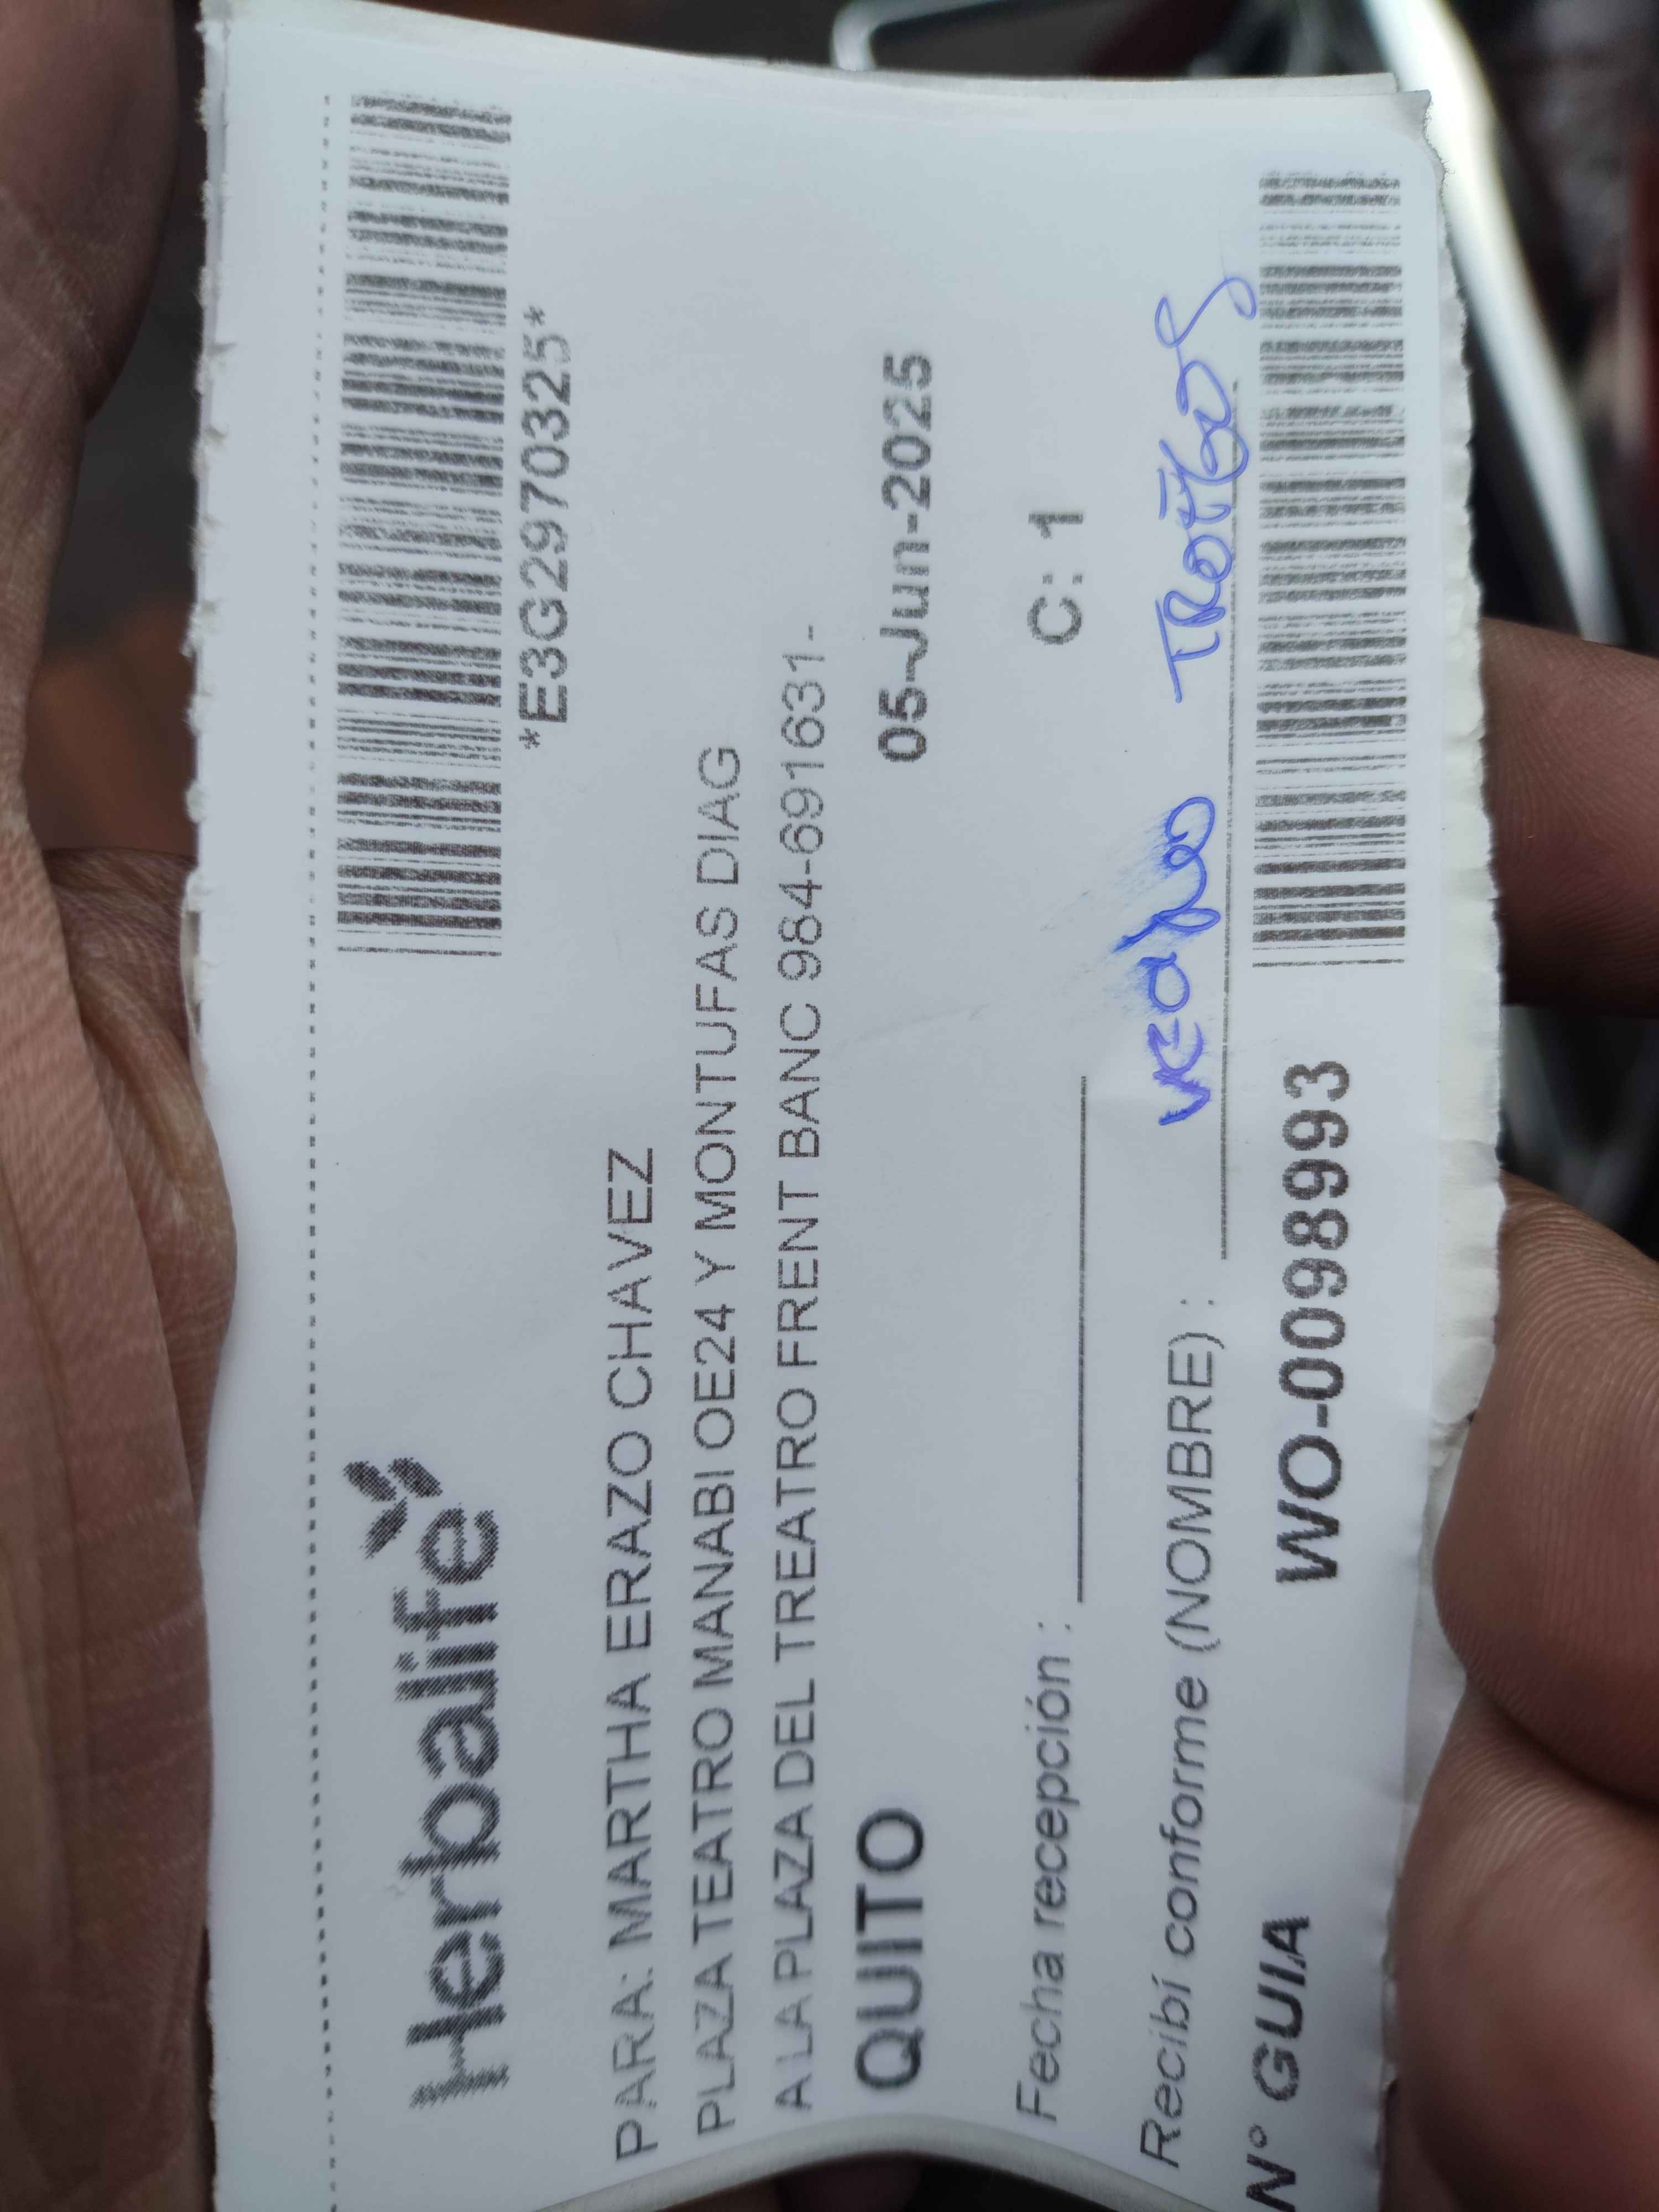 Herbalife
*E3G2970325*
PARA: MARTHA ERAZO CHAVEZ
PLAZA TEATRO MANABI OE24 Y MONTUFAS DIAG
A LA PLAZA DEL TREATRO FRENT BANC 984-691631-
QUITO 05-Jun-2025
Fecha recepción : C: 1
Recibí conforme (NOMBRE) :
N° GUIA WO-0098993